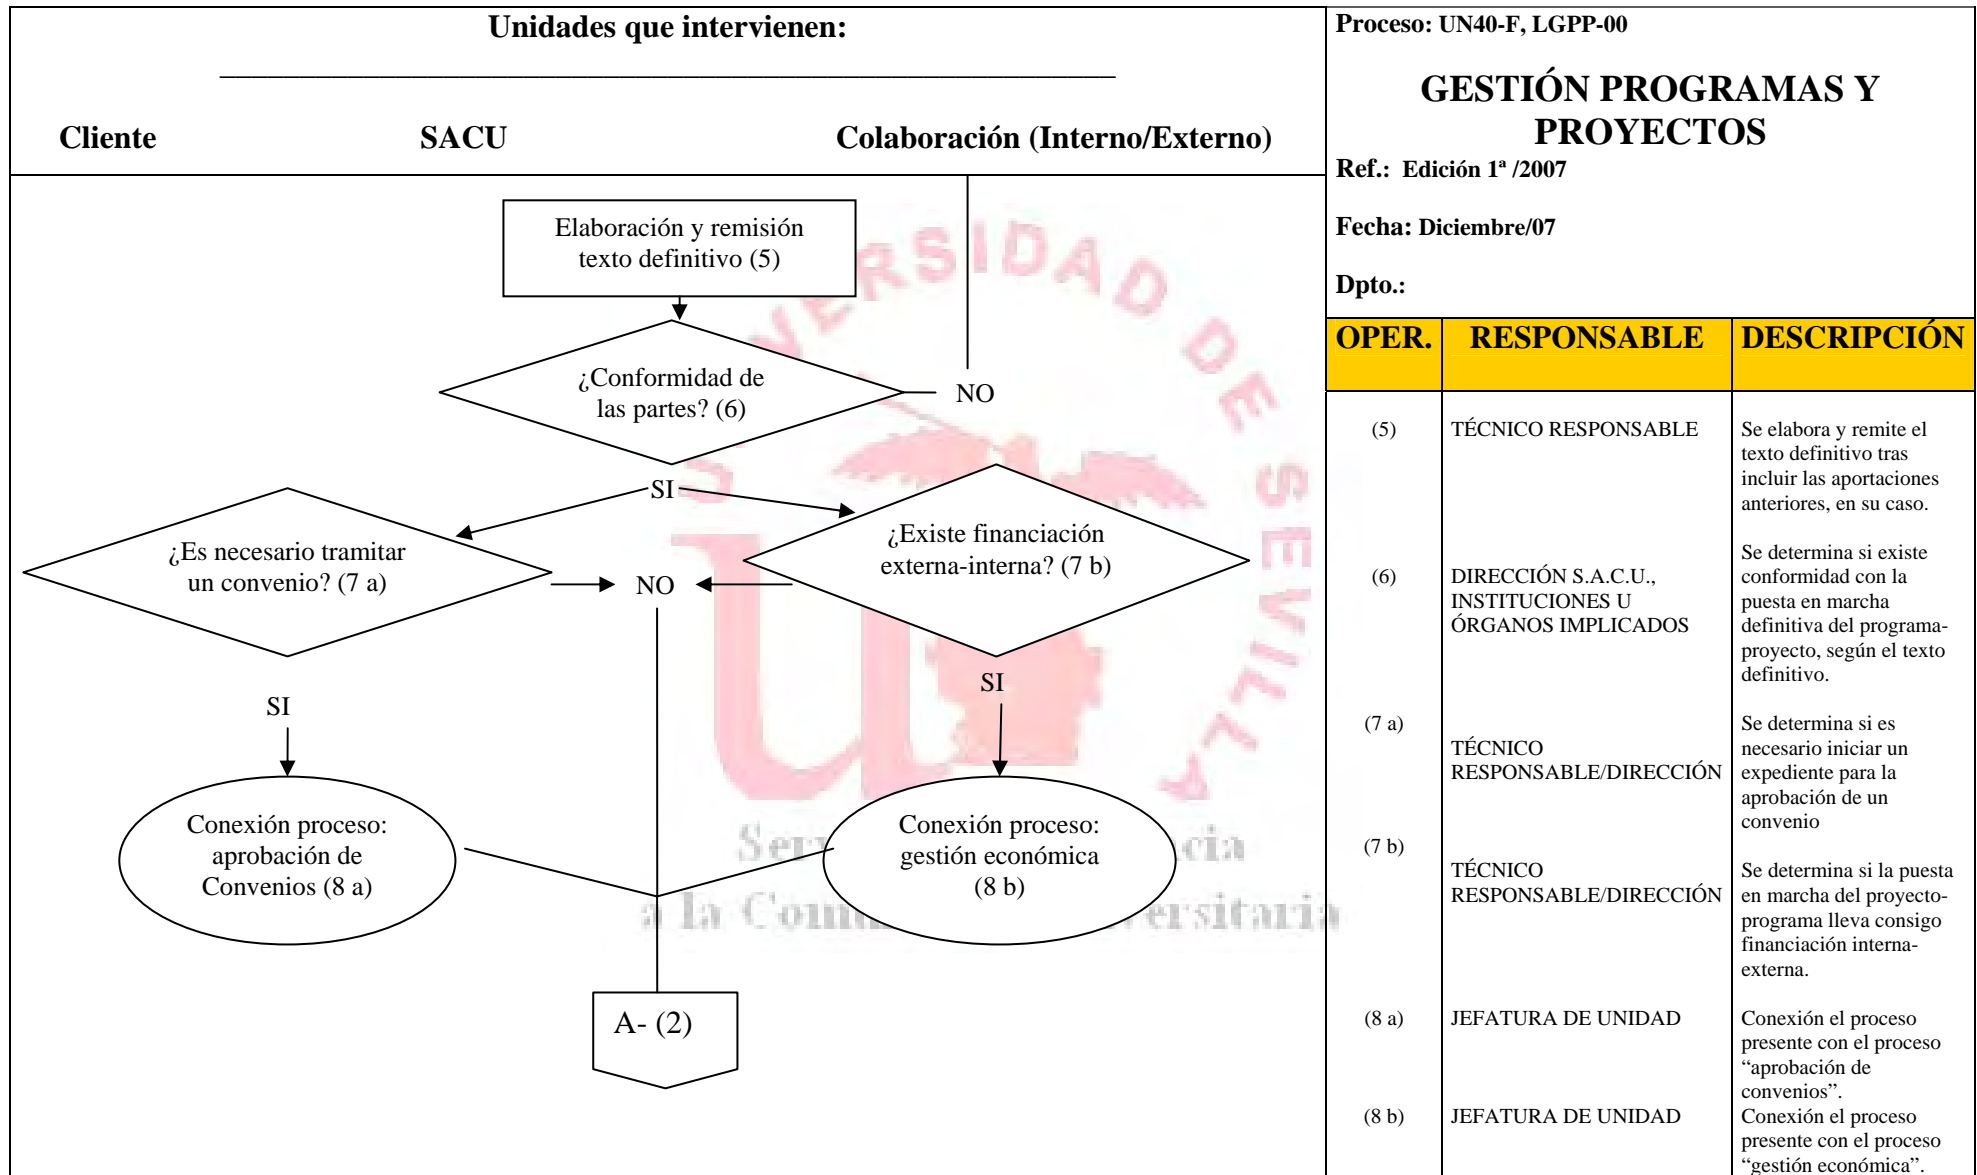 Unidades que intervienen:
Cliente SACU Colaboración (Interno/Externo)
Proceso: UN40-F, LGPP-00
GESTIÓN PROGRAMAS Y
PROYECTOS
Ref.: Edición 1ª /2007
Fecha: Diciembre/07
Dpto.:
Elaboración y remisión
texto definitivo (5)
¿Conformidad de
las partes? (6)
NO
SI
¿Es necesario tramitar
un convenio? (7 a)
NO
¿Existe financiación
externa-interna? (7 b)
SI
SI
Conexión proceso:
aprobación de
Convenios (8 a)
Conexión proceso:
gestión económica
(8 b)
A- (2)
UNIVERSIDAD DE SEVILLA
a la
OPER. RESPONSABLE DESCRIPCIÓN
(5) TÉCNICO RESPONSABLE Se elabora y remite el
texto definitivo tras
incluir las aportaciones
anteriores, en su caso.
(6) DIRECCIÓN S.A.C.U.,
INSTITUCIONES U
ÓRGANOS IMPLICADOS
Se determina si existe
conformidad con la
puesta en marcha
definitiva del programa-
proyecto, según el texto
definitivo.
(7 a) TÉCNICO
RESPONSABLE/DIRECCIÓN
Se determina si es
necesario iniciar un
expediente para la
aprobación de un
convenio
(7 b) TÉCNICO
RESPONSABLE/DIRECCIÓN
Se determina si la puesta
en marcha del proyecto-
programa lleva consigo
financiación interna-
externa.
(8 a) JEFATURA DE UNIDAD Conexión el proceso
presente con el proceso
“aprobación de
convenios”.
(8 b) JEFATURA DE UNIDAD Conexión el proceso
presente con el proceso
“gestión económica”.